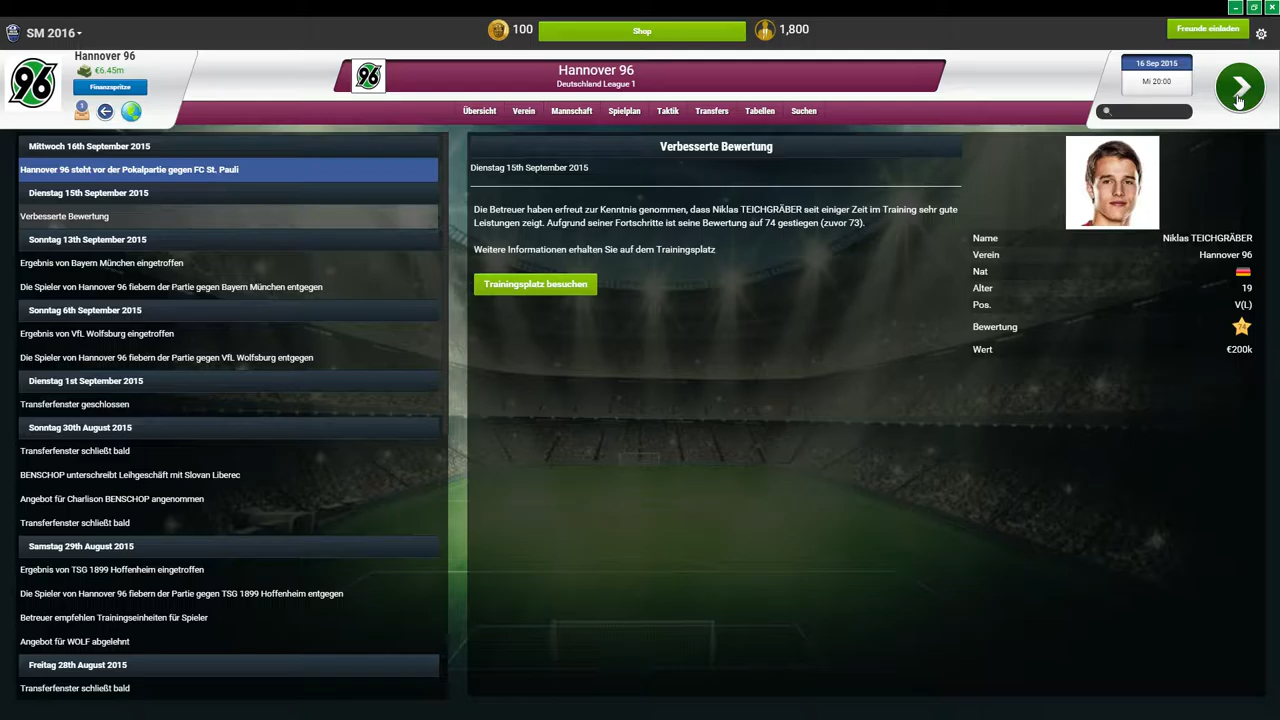 SM 2016
100
Shop
1,800
Freunde einladen
96
Hannover 96
€6.45m
Finanzspritze
1
96
Hannover 96
Deutschland League 1
16 Sep 2015
Mi 20:00
Übersicht Verein Mannschaft Spielplan Taktik Transfers Tabellen Suchen
Mittwoch 16th September 2015
Hannover 96 steht vor der Pokalpartie gegen FC St. Pauli
Dienstag 15th September 2015
Verbesserte Bewertung
Sonntag 13th September 2015
Ergebnis von Bayern München eingetroffen
Die Spieler von Hannover 96 fiebern der Partie gegen Bayern München entgegen
Sonntag 6th September 2015
Ergebnis von VfL Wolfsburg eingetroffen
Die Spieler von Hannover 96 fiebern der Partie gegen VfL Wolfsburg entgegen
Dienstag 1st September 2015
Transferfenster geschlossen
Sonntag 30th August 2015
Transferfenster schließt bald
BENSCHOP unterschreibt Leihgeschäft mit Slovan Liberec
Angebot für Charlison BENSCHOP angenommen
Transferfenster schließt bald
Samstag 29th August 2015
Ergebnis von TSG 1899 Hoffenheim eingetroffen
Die Spieler von Hannover 96 fiebern der Partie gegen TSG 1899 Hoffenheim entgegen
Betreuer empfehlen Trainingseinheiten für Spieler
Angebot für WOLF abgelehnt
Freitag 28th August 2015
Transferfenster schließt bald
Verbesserte Bewertung
Dienstag 15th September 2015
Die Betreuer haben erfreut zur Kenntnis genommen, dass Niklas TEICHGRÄBER seit einiger Zeit im Training sehr gute
Leistungen zeigt. Aufgrund seiner Fortschritte ist seine Bewertung auf 74 gestiegen (zuvor 73).
Weitere Informationen erhalten Sie auf dem Trainingsplatz
Trainingsplatz besuchen
Name Niklas TEICHGRÄBER
Verein Hannover 96
Nat
Alter 19
Pos. V(L)
Bewertung 74
Wert €200k